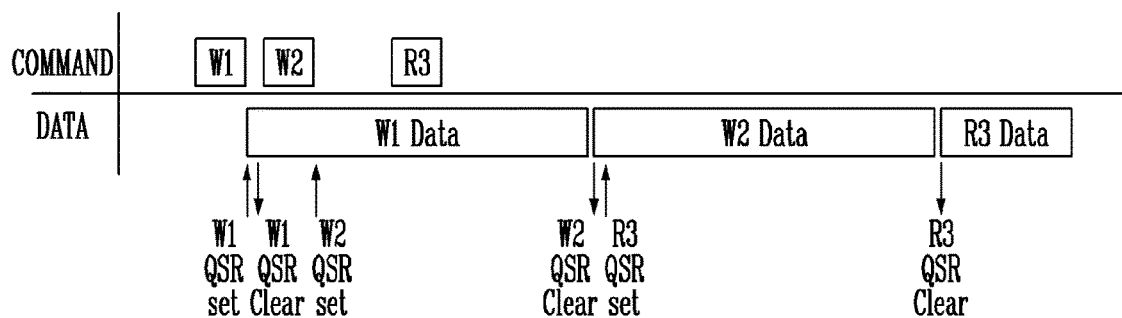 COMMAND W1 W2 R3
DATA W1 Data W2 Data R3 Data
W1 W1 W2 W2 R3 R3
QSR QSR QSR QSR QSR QSR
set Clear set Clear set Clear